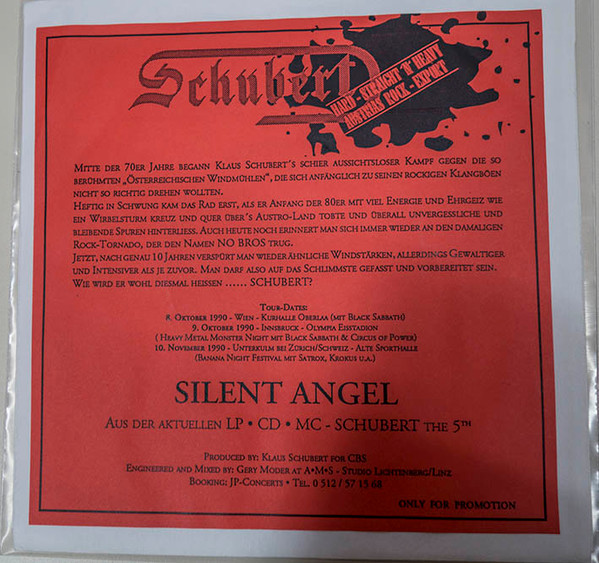 Schubert
HARD - STRAIGHT 'N' HEAVY
AUSTRIAS ROCK - EXPORT
MITTE DER 70ER JAHRE BEGANN KLAUS SCHUBERT'S SCHIER AUSSICHTSLOSER KAMPF GEGEN DIE SO
BERÜHMTEN „ÖSTERREICHISCHEN WINDMÜHLEN", DIE SICH ANFÄNGLICH ZU SEINEN ROCKIGEN KLANGBÖEN
NICHT SO RICHTIG DREHEN WOLLTEN.
HEFTIG IN SCHWUNG KAM DAS RAD ERST, ALS ER ANFANG DER 80ER MIT VIEL ENERGIE UND EHRGEIZ WIE
EIN WIRBELSTURM KREUZ UND QUER ÜBER'S AUSTRO-LAND TOBTE UND ÜBERALL UNVERGESSLICHE UND
BLEIBENDE SPUREN HINTERLIESS. AUCH HEUTE NOCH ERINNERT MAN SICH IMMER WIEDER AN DEN DAMALIGEN
ROCK-TORNADO, DER DEN NAMEN NO BROS TRUG.
JETZT, NACH GENAU 10 JAHREN VERSPÜRT MAN WIEDER ÄHNLICHE WINDSTÄRKEN, ALLERDINGS GEWALTIGER
UND INTENSIVER ALS JE ZUVOR. MAN DARF ALSO AUF DAS SCHLIMMSTE GEFASST UND VORBEREITET SEIN.
WIE WIRD ER WOHL DIESMAL HEISSEN ...... SCHUBERT?
TOUR-DATES:
8. OKTOBER 1990 - WIEN - KURHALLE OBERLAA (MIT BLACK SABBATH)
9. OKTOBER 1990 - INNSBRUCK - OLYMPIA EISSTADION
( HEAVY METAL MONSTER NIGHT MIT BLACK SABBATH & CIRCUS OF POWER)
10. NOVEMBER 1990 - UNTERKULM BEI ZÜRICH/SCHWEIZ - ALTE SPORTHALLE
(BANANA NIGHT FESTIVAL MIT SATROX, KROKUS U.A.)
SILENT ANGEL
AUS DER AKTUELLEN LP • CD • MC - SCHUBERT THE 5TH
PRODUCED BY: KLAUS SCHUBERT FOR CBS
ENGINEERED AND MIXED BY: GERY MODER AT A•M•S - STUDIO LICHTENBERG/LINZ
BOOKING: JP-CONCERTS • TEL. 0 512 / 57 15 68
ONLY FOR PROMOTION